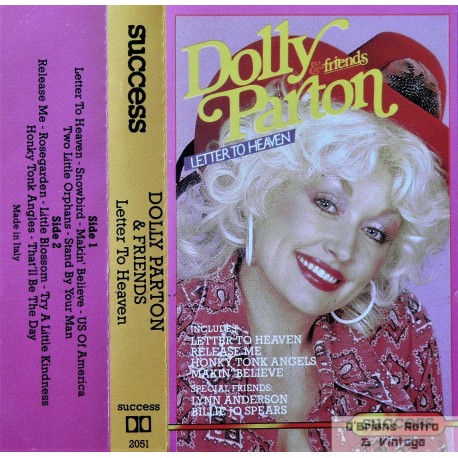 Side 1
Letter To Heaven - Snowbird - Makin' Believe - US Of America
Two Little Orphans - Stand By Your Man
Side 2
Release Me - Rosegarden - Little Blossom - Try A Little Kindness
Honky Tonk Angles - That'll Be The Day
Made in Italy
success
DOLLY PARTON
& FRIENDS
Letter To Heaven
success
2051
Dolly
& friends
Parton
LETTER TO HEAVEN
INCLUDES
LETTER TO HEAVEN
RELEASE ME
HONKY TONK ANGELS
MAKIN' BELIEVE
SPECIAL FRIENDS:
LYNN ANDERSON
BILLIE JO SPEARS
success
O'Briens Retro
& Vintage